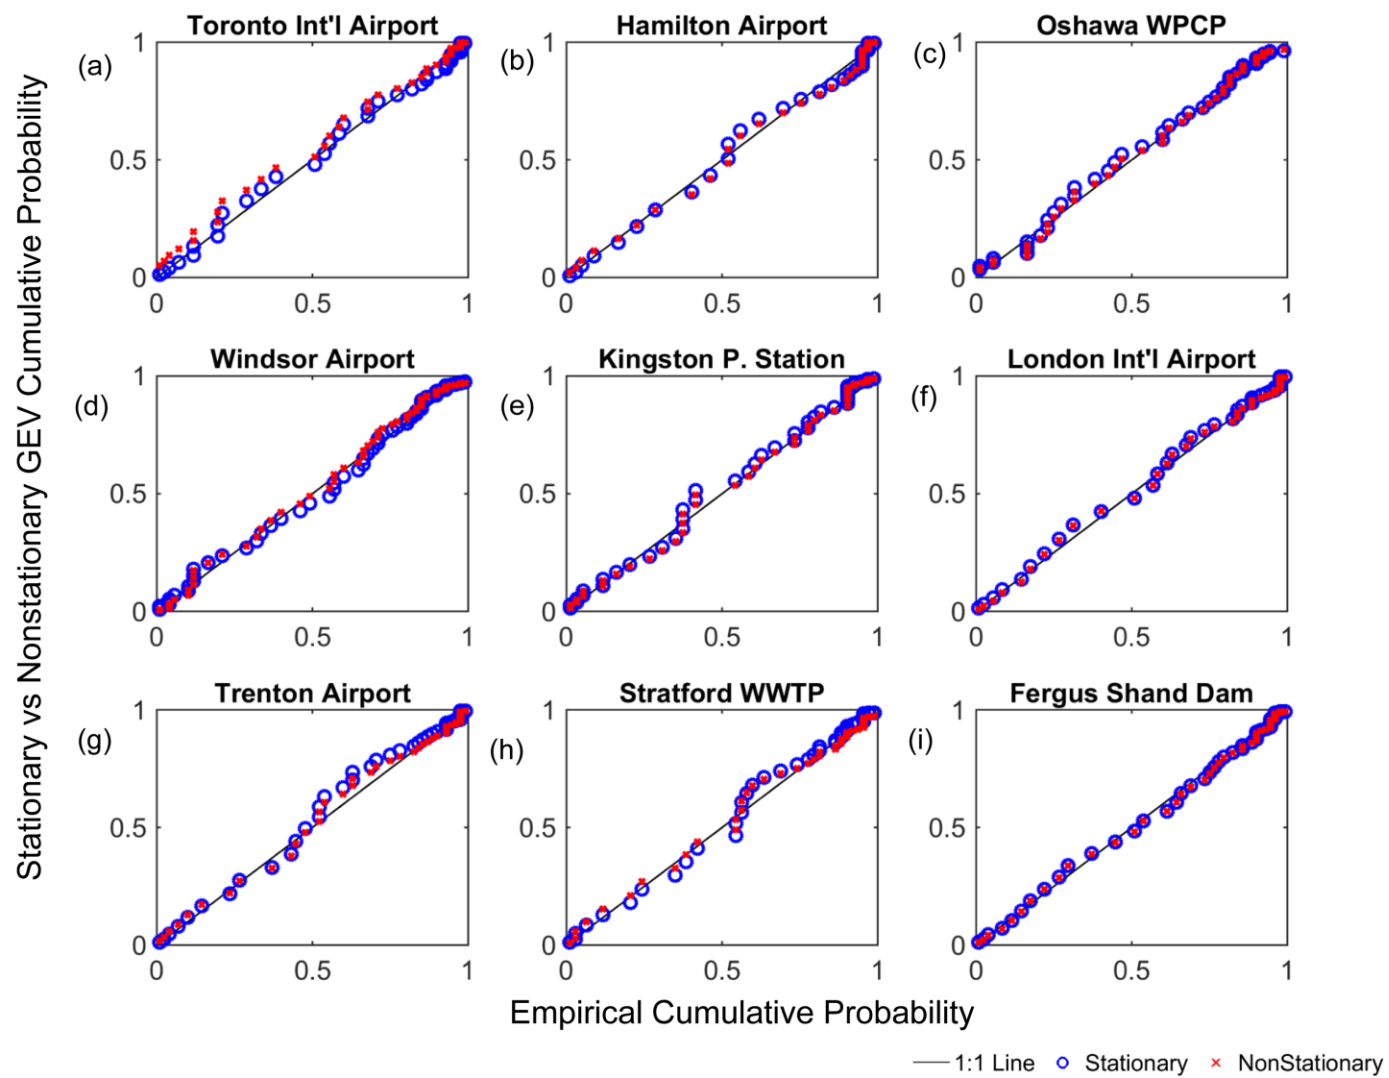 Toronto Int'l Airport
Hamilton Airport
Oshawa WPCP
(a)
(b)
(c)
1
0.5
0
0 0.5 1
1
0.5
0
0 0.5 1
1
0.5
0
0 0.5 1
Windsor Airport
Kingston P. Station
London Int'l Airport
(d)
(e)
(f)
1
0.5
0
0 0.5 1
1
0.5
0
0 0.5 1
1
0.5
0
0 0.5 1
Trenton Airport
Stratford WWTP
Fergus Shand Dam
(g)
(h)
(i)
1
0.5
0
0 0.5 1
1
0.5
0
0 0.5 1
1
0.5
0
0 0.5 1
Stationary vs Nonstationary GEV Cumulative Probability
Empirical Cumulative Probability
1:1 Line Stationary NonStationary